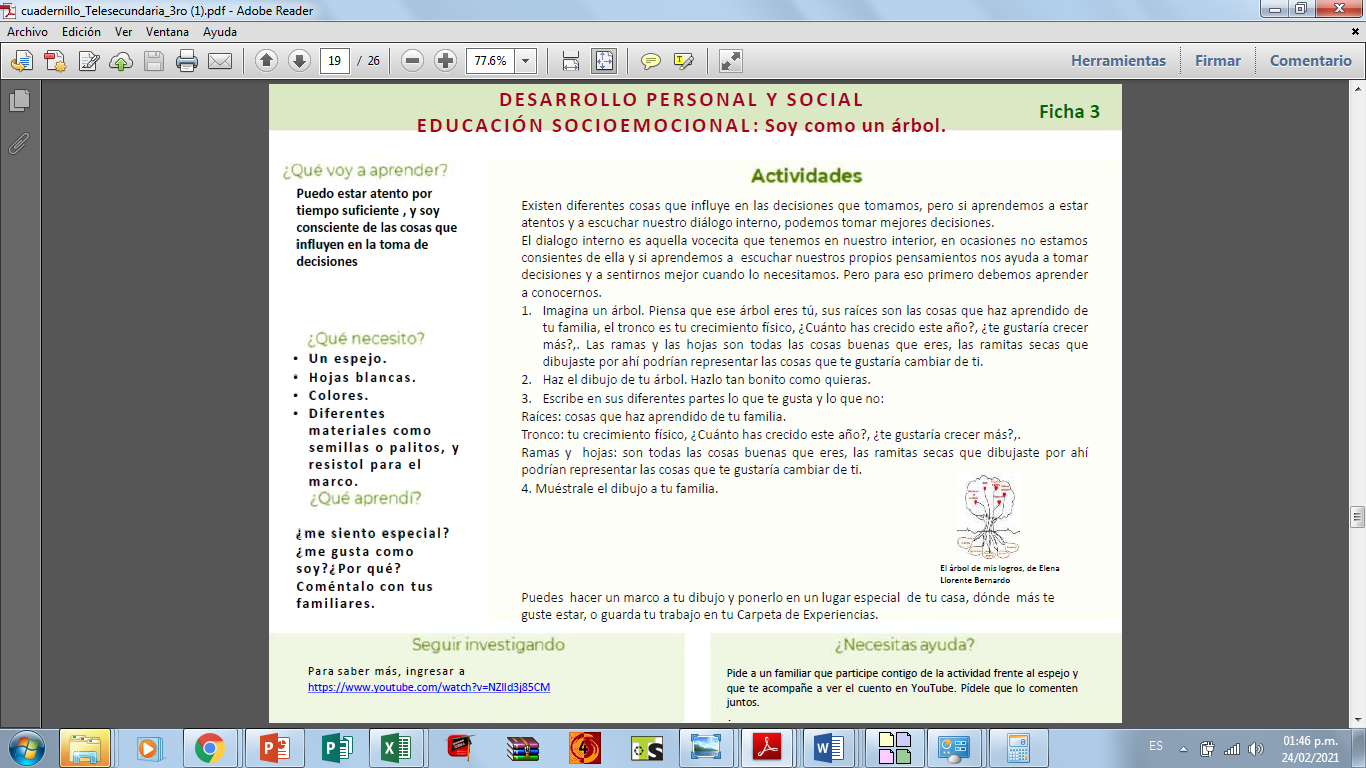 cuadernillo_Telesecundaria_3ro (1).pdf - Adobe Reader
Archivo Edición Ver Ventana Ayuda
19 / 26 77.6% Herramientas Firmar Comentario
DESARROLLO PERSONAL Y SOCIAL
EDUCACIÓN SOCIOEMOCIONAL: Soy como un árbol.
Ficha 3
¿Qué voy a aprender?
Puedo estar atento por
tiempo suficiente , y soy
consciente de las cosas que
influyen en la toma de
decisiones
¿Qué necesito?
• Un espejo.
• Hojas blancas.
• Colores.
• Diferentes
materiales como
semillas o palitos, y
resistol para el
marco.
¿Qué aprendí?
¿me siento especial?
¿me gusta como
soy?¿Por qué?
Coméntalo con tus
familiares.
Actividades
Existen diferentes cosas que influye en las decisiones que tomamos, pero si aprendemos a estar
atentos y a escuchar nuestro diálogo interno, podemos tomar mejores decisiones.
El dialogo interno es aquella vocecita que tenemos en nuestro interior, en ocasiones no estamos
consientes de ella y si aprendemos a escuchar nuestros propios pensamientos nos ayuda a tomar
decisiones y a sentirnos mejor cuando lo necesitamos. Pero para eso primero debemos aprender
a conocernos.
1. Imagina un árbol. Piensa que ese árbol eres tú, sus raíces son las cosas que haz aprendido de
tu familia, el tronco es tu crecimiento físico, ¿Cuánto has crecido este año?, ¿te gustaría crecer
más?,. Las ramas y las hojas son todas las cosas buenas que eres, las ramitas secas que
dibujaste por ahí podrían representar las cosas que te gustaría cambiar de ti.
2. Haz el dibujo de tu árbol. Hazlo tan bonito como quieras.
3. Escribe en sus diferentes partes lo que te gusta y lo que no:
Raíces: cosas que haz aprendido de tu familia.
Tronco: tu crecimiento físico, ¿Cuánto has crecido este año?, ¿te gustaría crecer más?,.
Ramas y hojas: son todas las cosas buenas que eres, las ramitas secas que dibujaste por ahí
podrían representar las cosas que te gustaría cambiar de ti.
4. Muéstrale el dibujo a tu familia.
El árbol de mis logros, de Elena
Llorente Bernardo
Puedes hacer un marco a tu dibujo y ponerlo en un lugar especial de tu casa, dónde más te
guste estar, o guarda tu trabajo en tu Carpeta de Experiencias.
Seguir investigando
Para saber más, ingresar a
https://www.youtube.com/watch?v=NZlId3j85CM
¿Necesitas ayuda?
Pide a un familiar que participe contigo de la actividad frente al espejo y
que te acompañe a ver el cuento en YouTube. Pídele que lo comenten
juntos.
.
ES
01:46 p.m.
24/02/2021